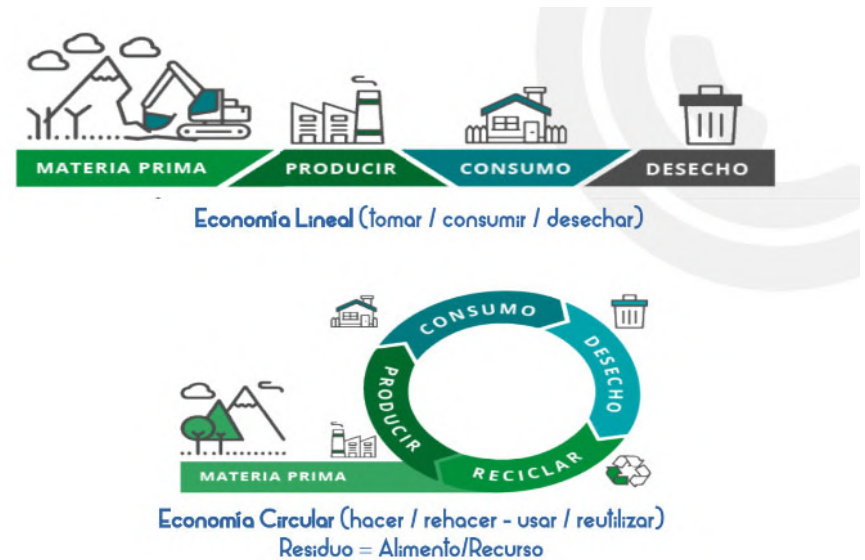 MATERIA PRIMA PRODUCIR CONSUMO DESECHO
Economía Lineal (tomar / consumir / desechar)
CONSUMO
DESECHO
PRODUCIR
RECICLAR
MATERIA PRIMA
Economía Circular (hacer / rehacer - usar / reutilizar)
Residuo = Alimento/Recurso